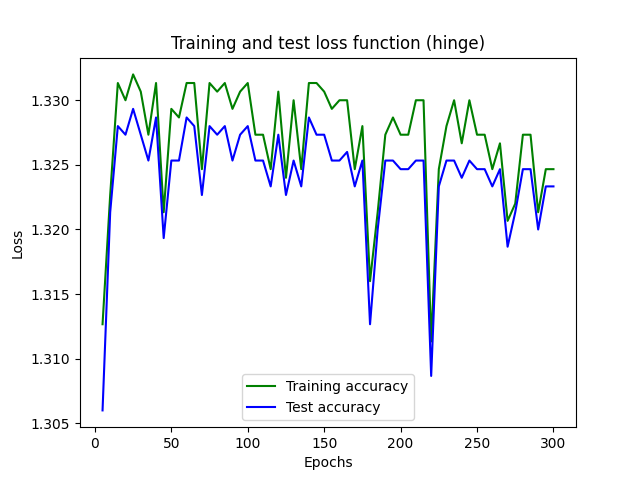 Training and test loss function (hinge)
1.330
1.325
1.320
1.315
1.310
1.305
Loss
Training accuracy
Test accuracy
0 50 100 150 200 250 300
Epochs